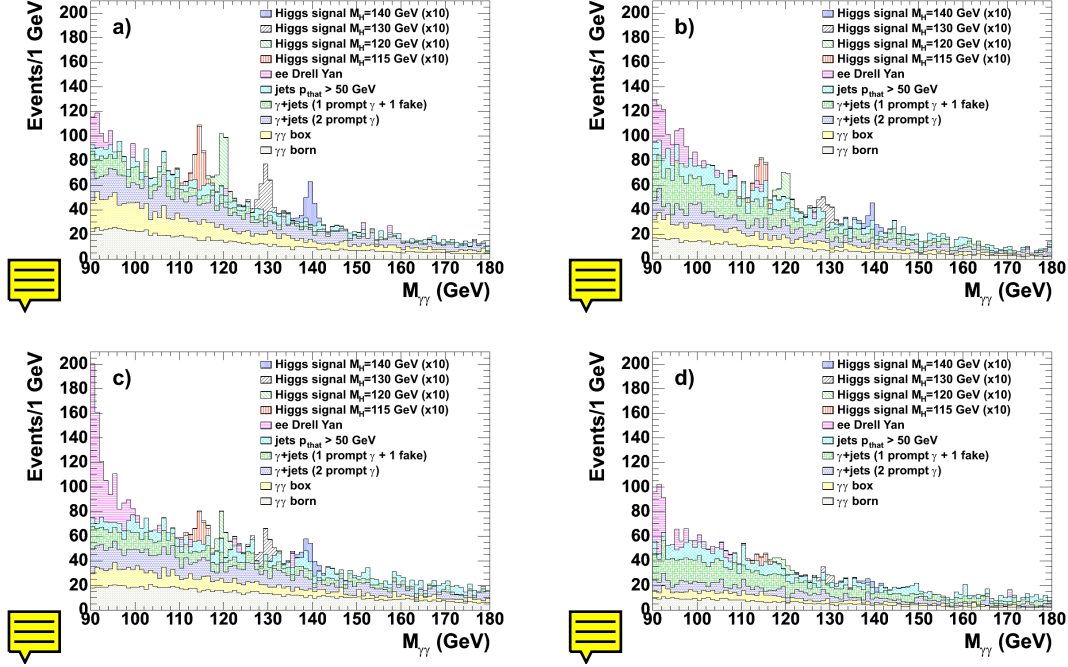 a)
Events/1 GeV
200
180
160
140
120
100
80
60
40
20
0
Higgs signal M_H=140 GeV (x10)
Higgs signal M_H=130 GeV (x10)
Higgs signal M_H=120 GeV (x10)
Higgs signal M_H=115 GeV (x10)
ee Drell Yan
jets p_that > 50 GeV
γ+jets (1 prompt γ + 1 fake)
γ+jets (2 prompt γ)
γγ box
γγ born
90 100 110 120 130 140 150 160 170 180
M_γγ (GeV)
b)
Events/1 GeV
200
180
160
140
120
100
80
60
40
20
0
Higgs signal M_H=140 GeV (x10)
Higgs signal M_H=130 GeV (x10)
Higgs signal M_H=120 GeV (x10)
Higgs signal M_H=115 GeV (x10)
ee Drell Yan
jets p_that > 50 GeV
γ+jets (1 prompt γ + 1 fake)
γ+jets (2 prompt γ)
γγ box
γγ born
90 100 110 120 130 140 150 160 170 180
M_γγ (GeV)
c)
Events/1 GeV
200
180
160
140
120
100
80
60
40
20
0
Higgs signal M_H=140 GeV (x10)
Higgs signal M_H=130 GeV (x10)
Higgs signal M_H=120 GeV (x10)
Higgs signal M_H=115 GeV (x10)
ee Drell Yan
jets p_that > 50 GeV
γ+jets (1 prompt γ + 1 fake)
γ+jets (2 prompt γ)
γγ box
γγ born
90 100 110 120 130 140 150 160 170 180
M_γγ (GeV)
d)
Events/1 GeV
200
180
160
140
120
100
80
60
40
20
0
Higgs signal M_H=140 GeV (x10)
Higgs signal M_H=130 GeV (x10)
Higgs signal M_H=120 GeV (x10)
Higgs signal M_H=115 GeV (x10)
ee Drell Yan
jets p_that > 50 GeV
γ+jets (1 prompt γ + 1 fake)
γ+jets (2 prompt γ)
γγ box
γγ born
90 100 110 120 130 140 150 160 170 180
M_γγ (GeV)